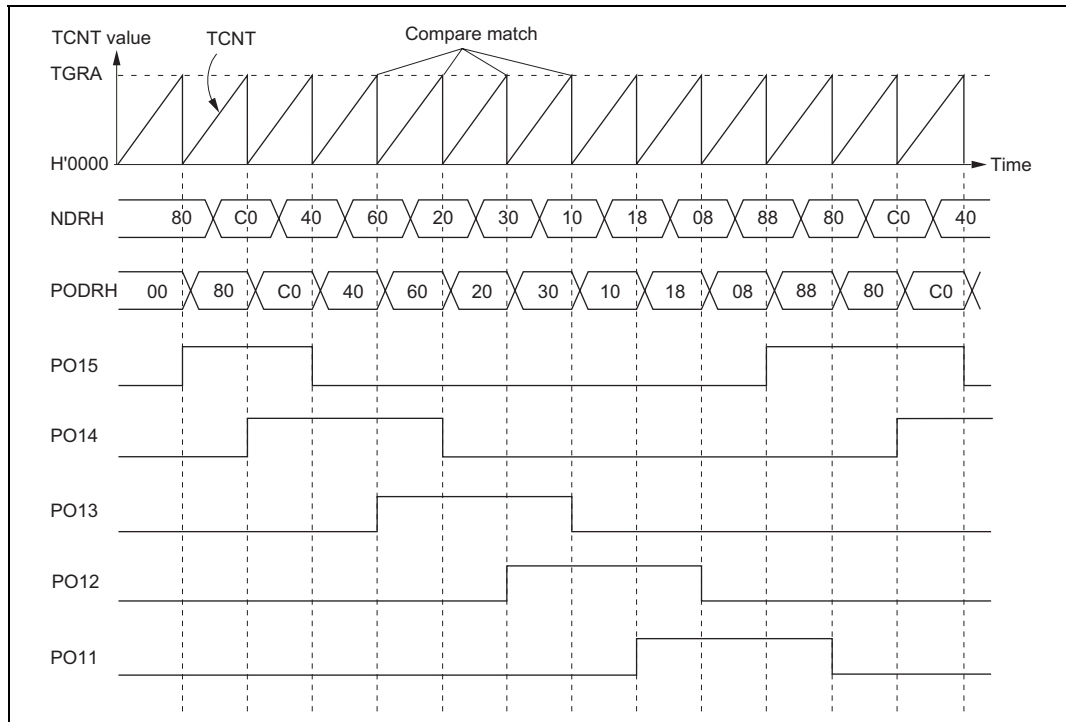 TCNT value
TCNT
Compare match
TGRA
H'0000
Time
NDRH
80 C0 40 60 20 30 10 18 08 88 80 C0 40
PODRH
00 80 C0 40 60 20 30 10 18 08 88 80 C0
PO15
PO14
PO13
PO12
PO11